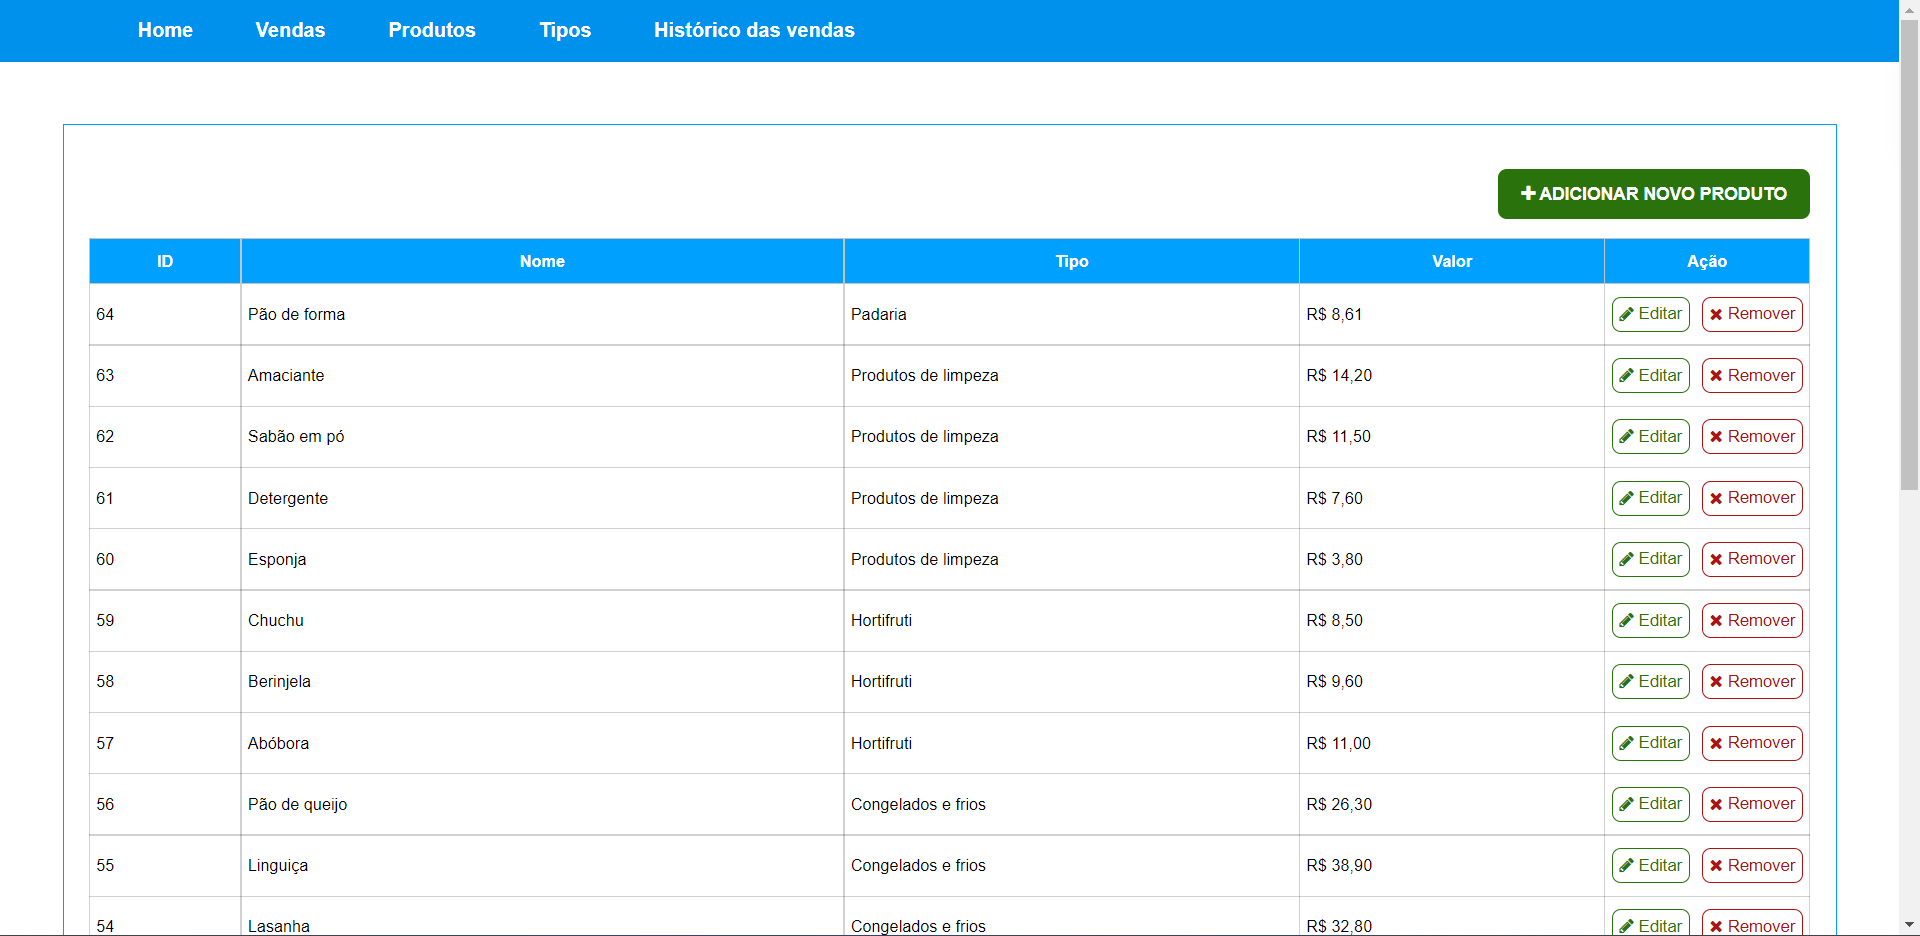 Home Vendas Produtos Tipos Histórico das vendas
ADICIONAR NOVO PRODUTO
ID Nome Tipo Valor Ação
64 Pão de forma Padaria R$ 8,61 Editar Remover
63 Amaciante Produtos de limpeza R$ 14,20 Editar Remover
62 Sabão em pó Produtos de limpeza R$ 11,50 Editar Remover
61 Detergente Produtos de limpeza R$ 7,60 Editar Remover
60 Esponja Produtos de limpeza R$ 3,80 Editar Remover
59 Chuchu Hortifruti R$ 8,50 Editar Remover
58 Berinjela Hortifruti R$ 9,60 Editar Remover
57 Abóbora Hortifruti R$ 11,00 Editar Remover
56 Pão de queijo Congelados e frios R$ 26,30 Editar Remover
55 Linguiça Congelados e frios R$ 38,90 Editar Remover
54 Lasanha Congelados e frios R$ 32,80 Editar Remover